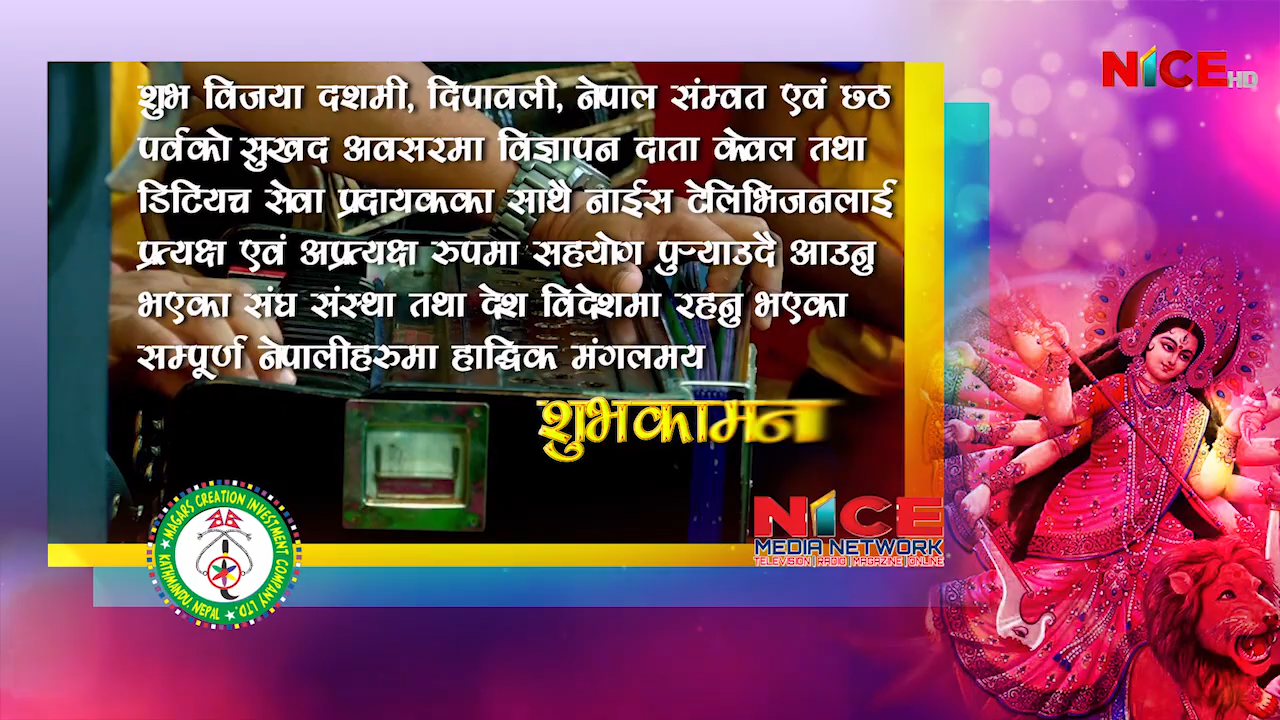 NICE HD
शुभ विजया दशमी, दिपावली, नेपाल संम्वत एवं छठ
पर्वको सुखद अवसरमा विज्ञापन दाता केवल तथा
डिटियच सेवा प्रदायकका साथै नाईस टेलिभिजनलाई
प्रत्यक्ष एवं अप्रत्यक्ष रुपमा सहयोग पुऱ्याउदै आउनु
भएका संघ संस्था तथा देश विदेशमा रहनु भएका
सम्पूर्ण नेपालीहरुमा हार्द्धिक मंगलमय
शुभकामना
MAGARS CREATION INVESTMENT COMPANY LTD.
KATHMANDU, NEPAL
NICE
MEDIA NETWORK
TELEVISION | RADIO | MAGAZINE | ONLINE